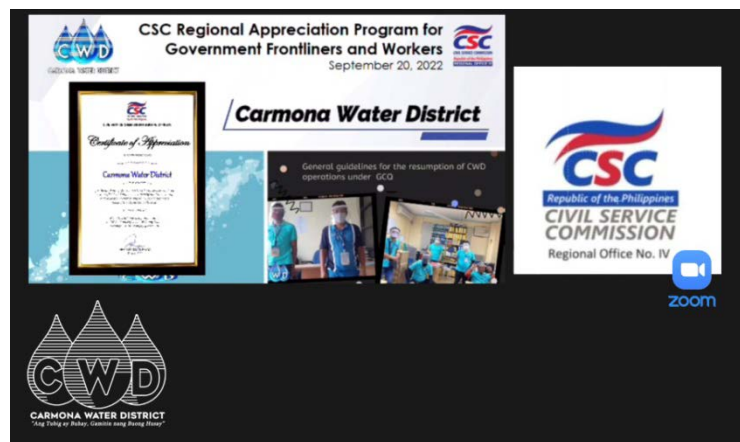 CWD
CARMONA WATER DISTRICT
CSC Regional Appreciation Program for
Government Frontliners and Workers
September 20, 2022
CSC
Carmona Water District
CSC
Certificate of Appreciation
Carmona Water District
General guidelines for the resumption of CWD
operations under GCQ
CSC
Republic of the Philippines
CIVIL SERVICE
COMMISSION
Regional Office No. IV
zoom
CWD
CARMONA WATER DISTRICT
"Ang Tubig ay Buhay, Gamitin nang Buong Husay"